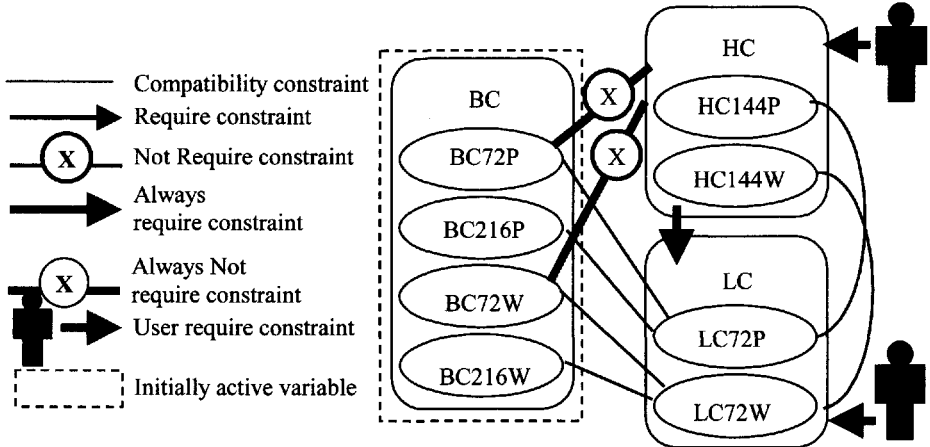 Compatibility constraint
Require constraint
X
Not Require constraint
Always
require constraint
X
Always Not
require constraint
User require constraint
Initially active variable
BC
BC72P
BC216P
BC72W
BC216W
X
X
HC
HC144P
HC144W
LC
LC72P
LC72W